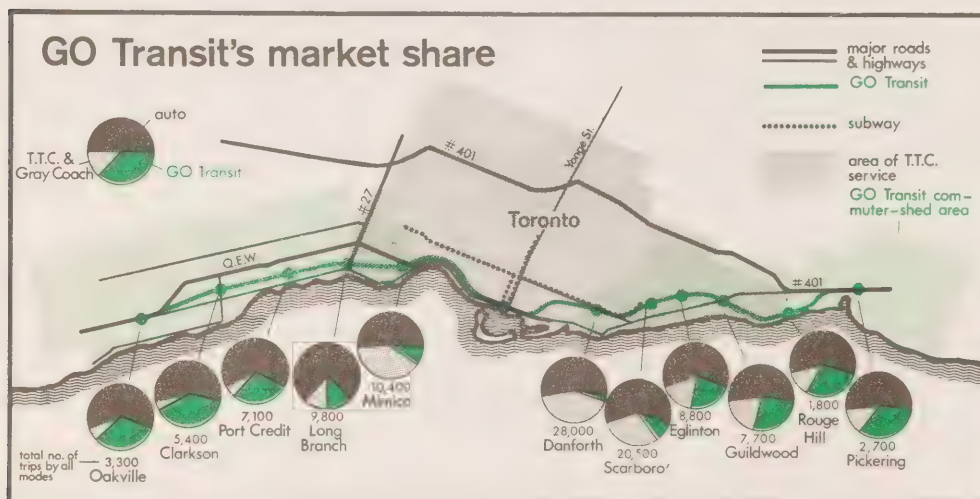 GO Transit's market share
auto
T.T.C. &
Gray Coach
GO Transit
major roads
& highways
GO Transit
subway
area of T.T.C.
service
GO Transit com-
muter-shed area
#401
Yonge St.
#27
Toronto
Q.E.W
#401
total no. of
trips by all
modes
3,300
Oakville
5,400
Clarkson
7,100
Port Credit
9,800
Long
Branch
10,400
Mimico
28,000
Danforth
20,500
Scarboro'
8,800
Eglinton
7,700
Guildwood
1,800
Rouge
Hill
2,700
Pickering